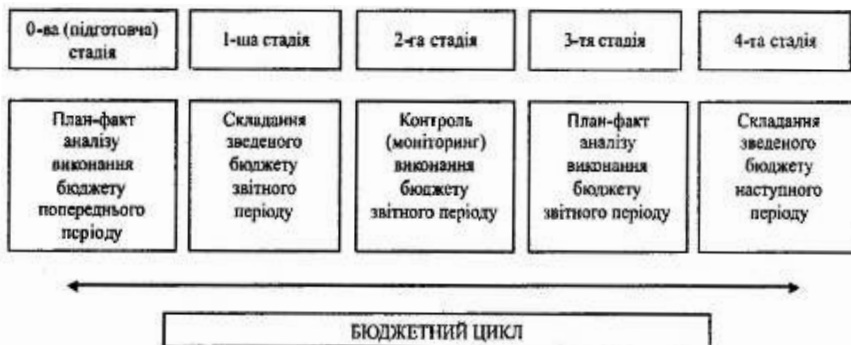 0-ва (підготовча)
стадія
1-ша стадія
2-га стадія
3-тя стадія
4-та стадія
План-факт
аналізу
виконання
бюджету
попереднього
періоду
Складання
зведеного
бюджету
звітного
періоду
Контроль
(моніторинг)
виконання
бюджету
звітного періоду
План-факт
аналізу
виконання
бюджету
звітного періоду
Складання
зведеного
бюджету
наступного
періоду
БЮДЖЕТНИЙ ЦИКЛ